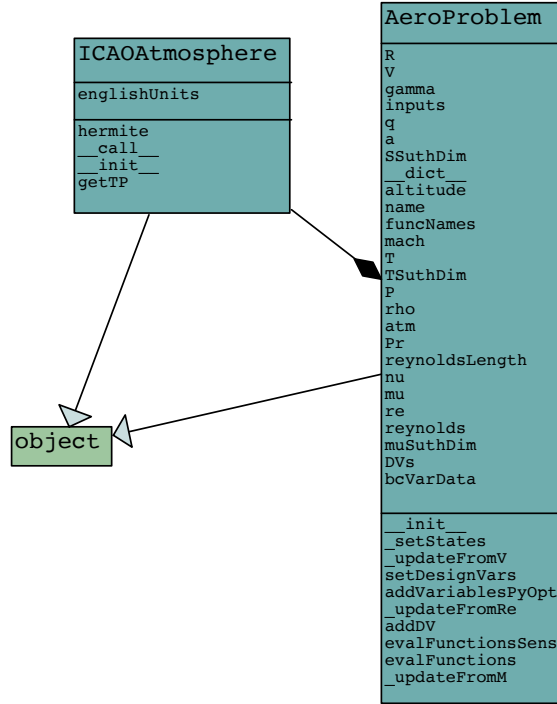 ICAOAtmosphere
englishUnits
hermite
__call__
__init__
getTP
object
AeroProblem
R
V
gamma
inputs
q
a
SSuthDim
__dict__
altitude
name
funcNames
mach
T
TSuthDim
P
rho
atm
Pr
reynoldsLength
nu
mu
re
reynolds
muSuthDim
DVs
bcVarData
__init__
_setStates
_updateFromV
setDesignVars
addVariablesPyOpt
_updateFromRe
addDV
evalFunctionsSens
evalFunctions
_updateFromM